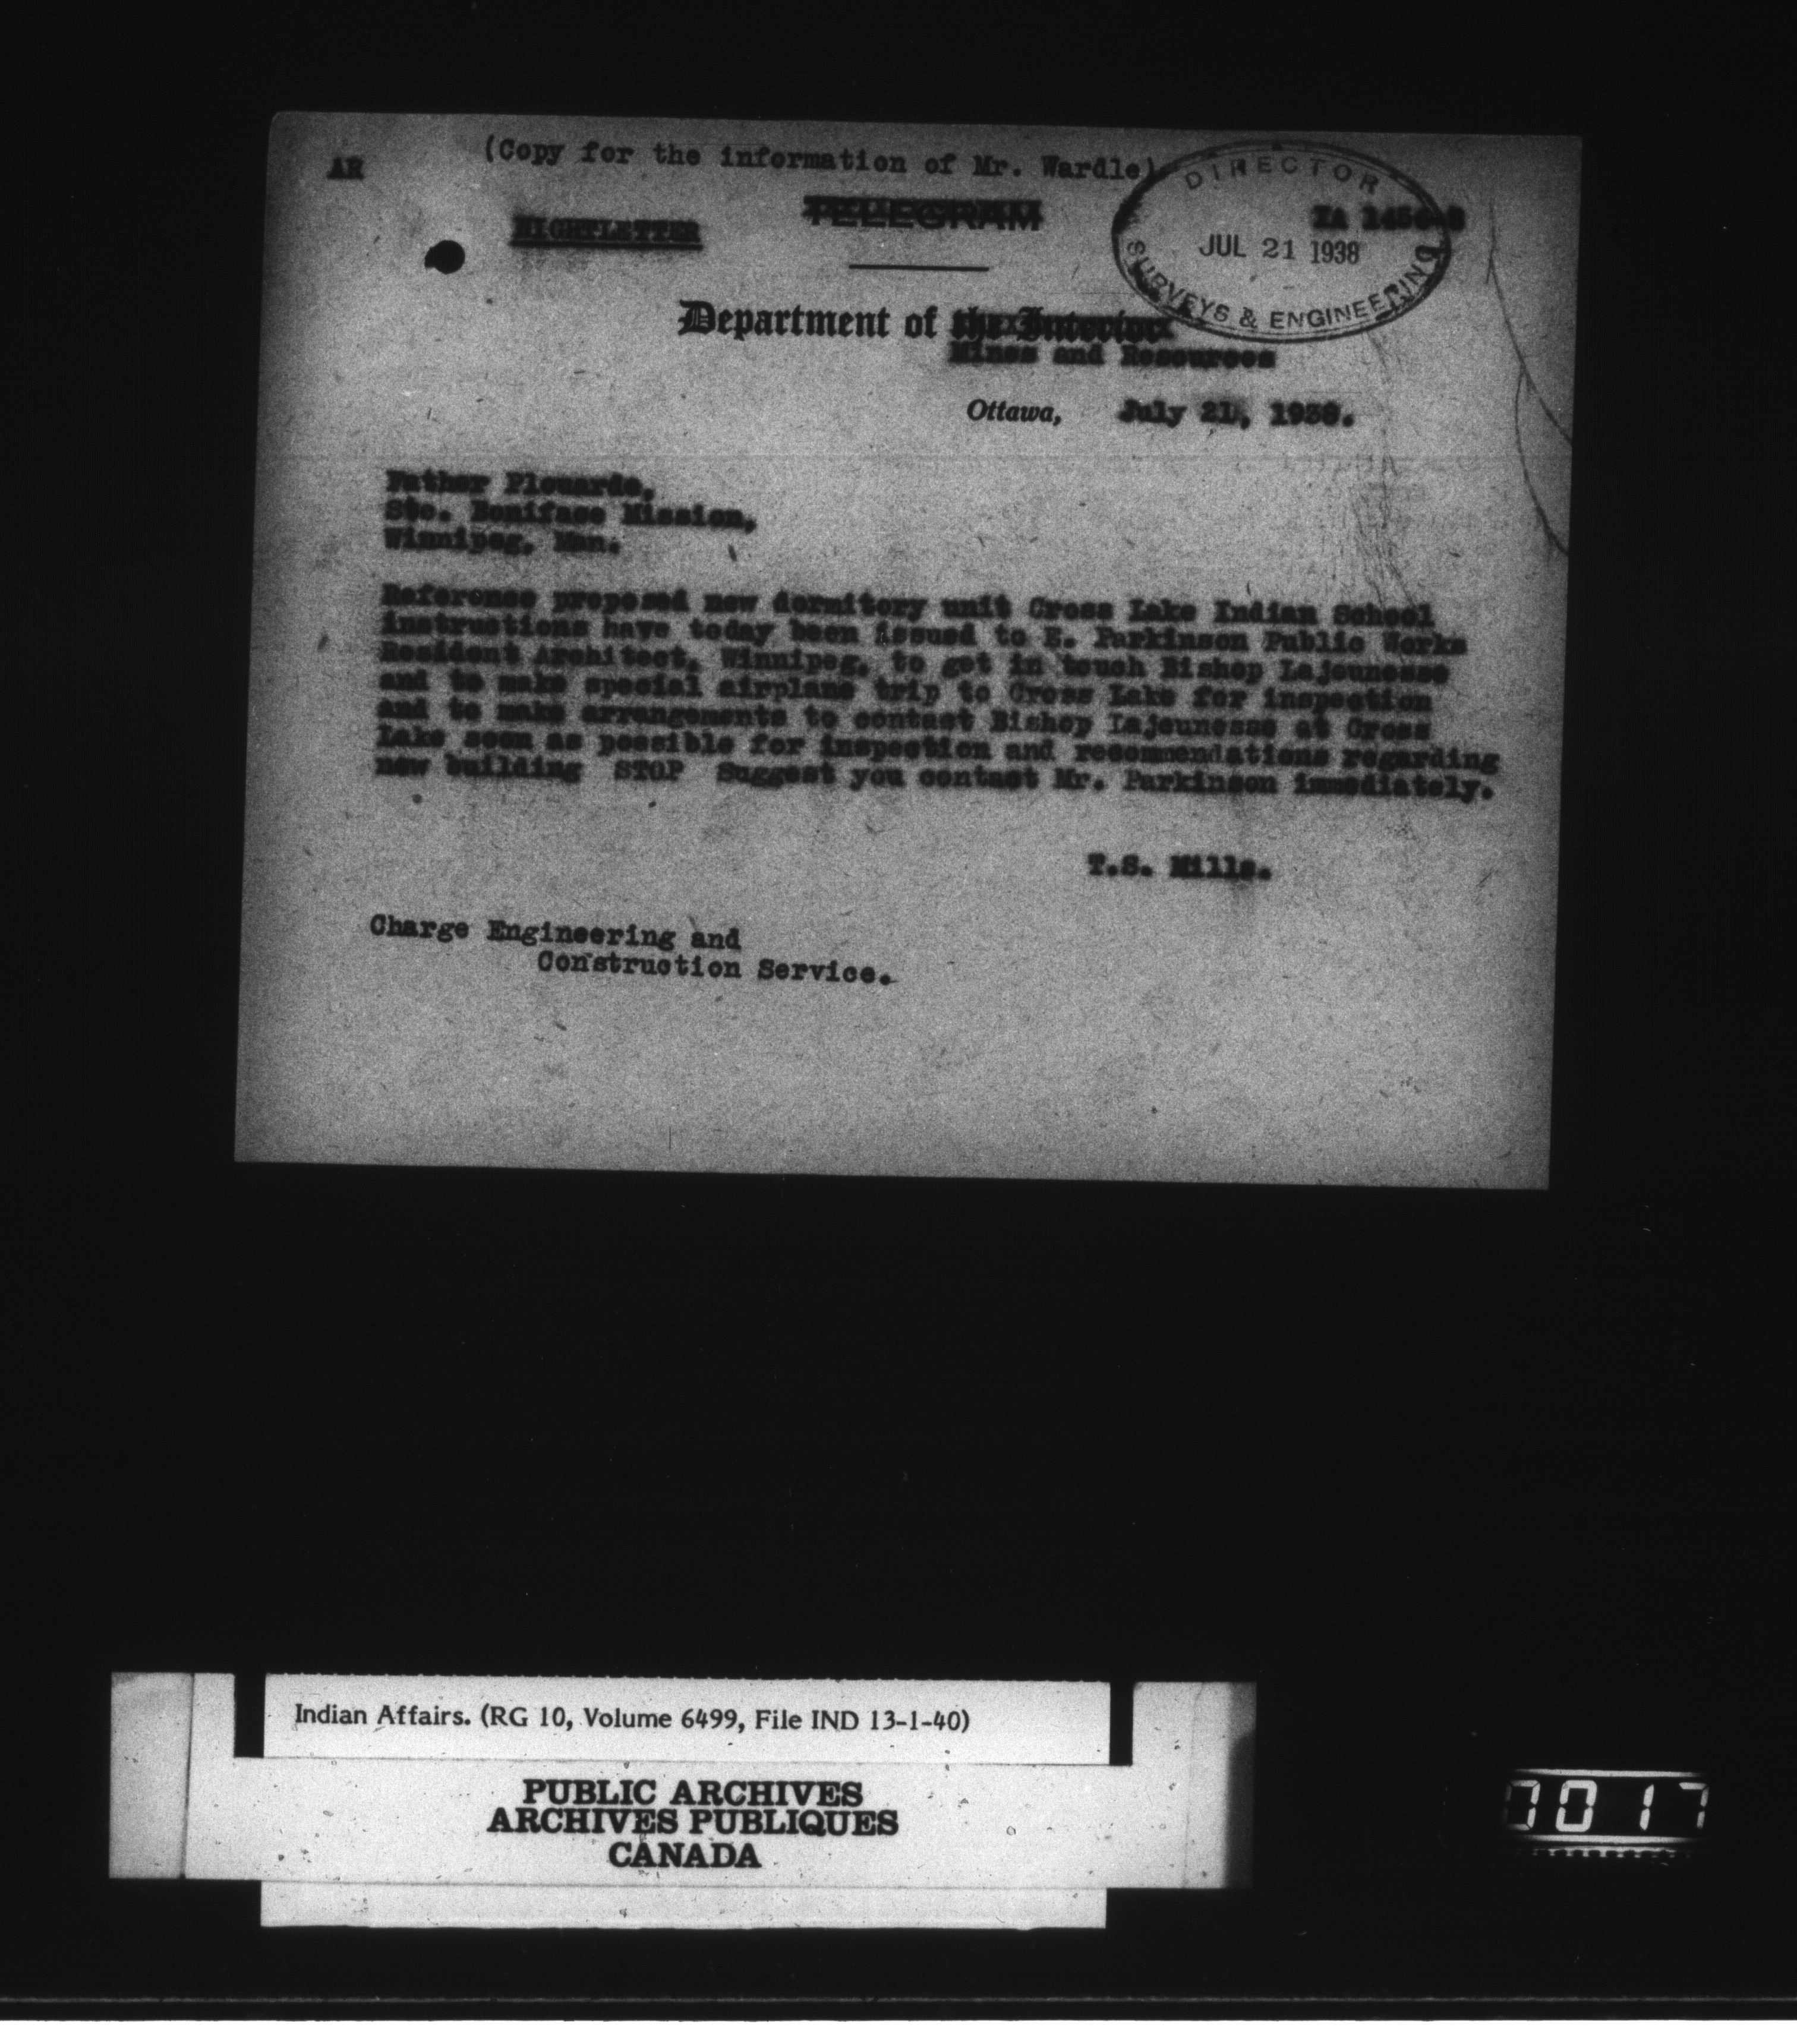 (Copy for the information of Mr. Wardle)
AR
TELEGRAM
NIGHTLETTER
DIRECTOR
JUL 21 1938
SURVEYS & ENGINEERING
Department of the Interior
Mines and Resources
Ottawa, July 21, 1938.
Father Plourde,
Ste. Boniface Mission,
Winnipeg, Man.
Reference proposed new dormitory unit Cross Lake Indian School
instructions have today been issued to E. Parkinson Public Works
Resident Architect, Winnipeg, to get in touch Bishop Lajeunesse
and to make special airplane trip to Cross Lake for inspection
and to make arrangements to contact Bishop Lajeunesse at Cross
Lake soon as possible for inspection and recommendations regarding
new building STOP Suggest you contact Mr. Parkinson immediately.
T.S. Mills.
Charge Engineering and
Construction Service.
Indian Affairs. (RG 10, Volume 6499, File IND 13-1-40)
PUBLIC ARCHIVES
ARCHIVES PUBLIQUES
CANADA
0017